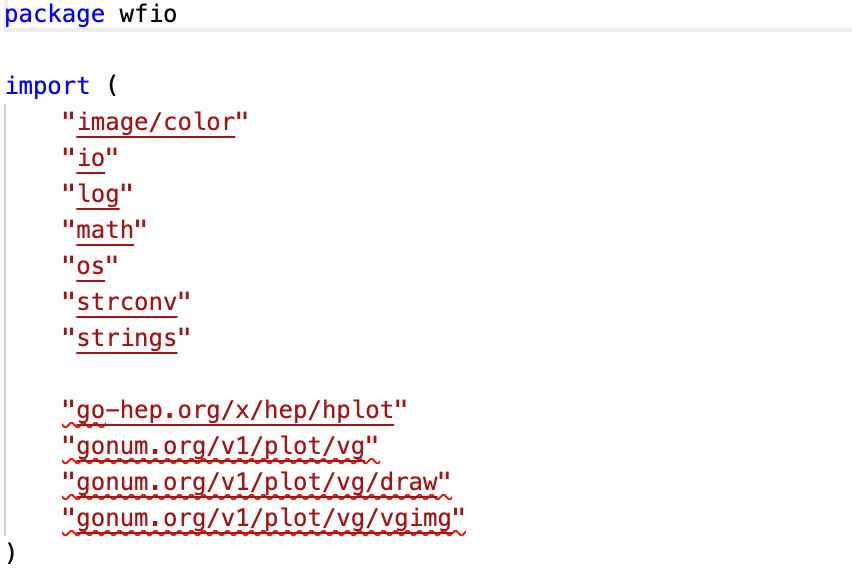 package wfio
import (
"image/color"
"io"
"log"
"math"
"os"
"strconv"
"strings"
"go-hep.org/x/hep/hplot"
"gonum.org/v1/plot/vg"
"gonum.org/v1/plot/vg/draw"
"gonum.org/v1/plot/vg/vgimg"
)